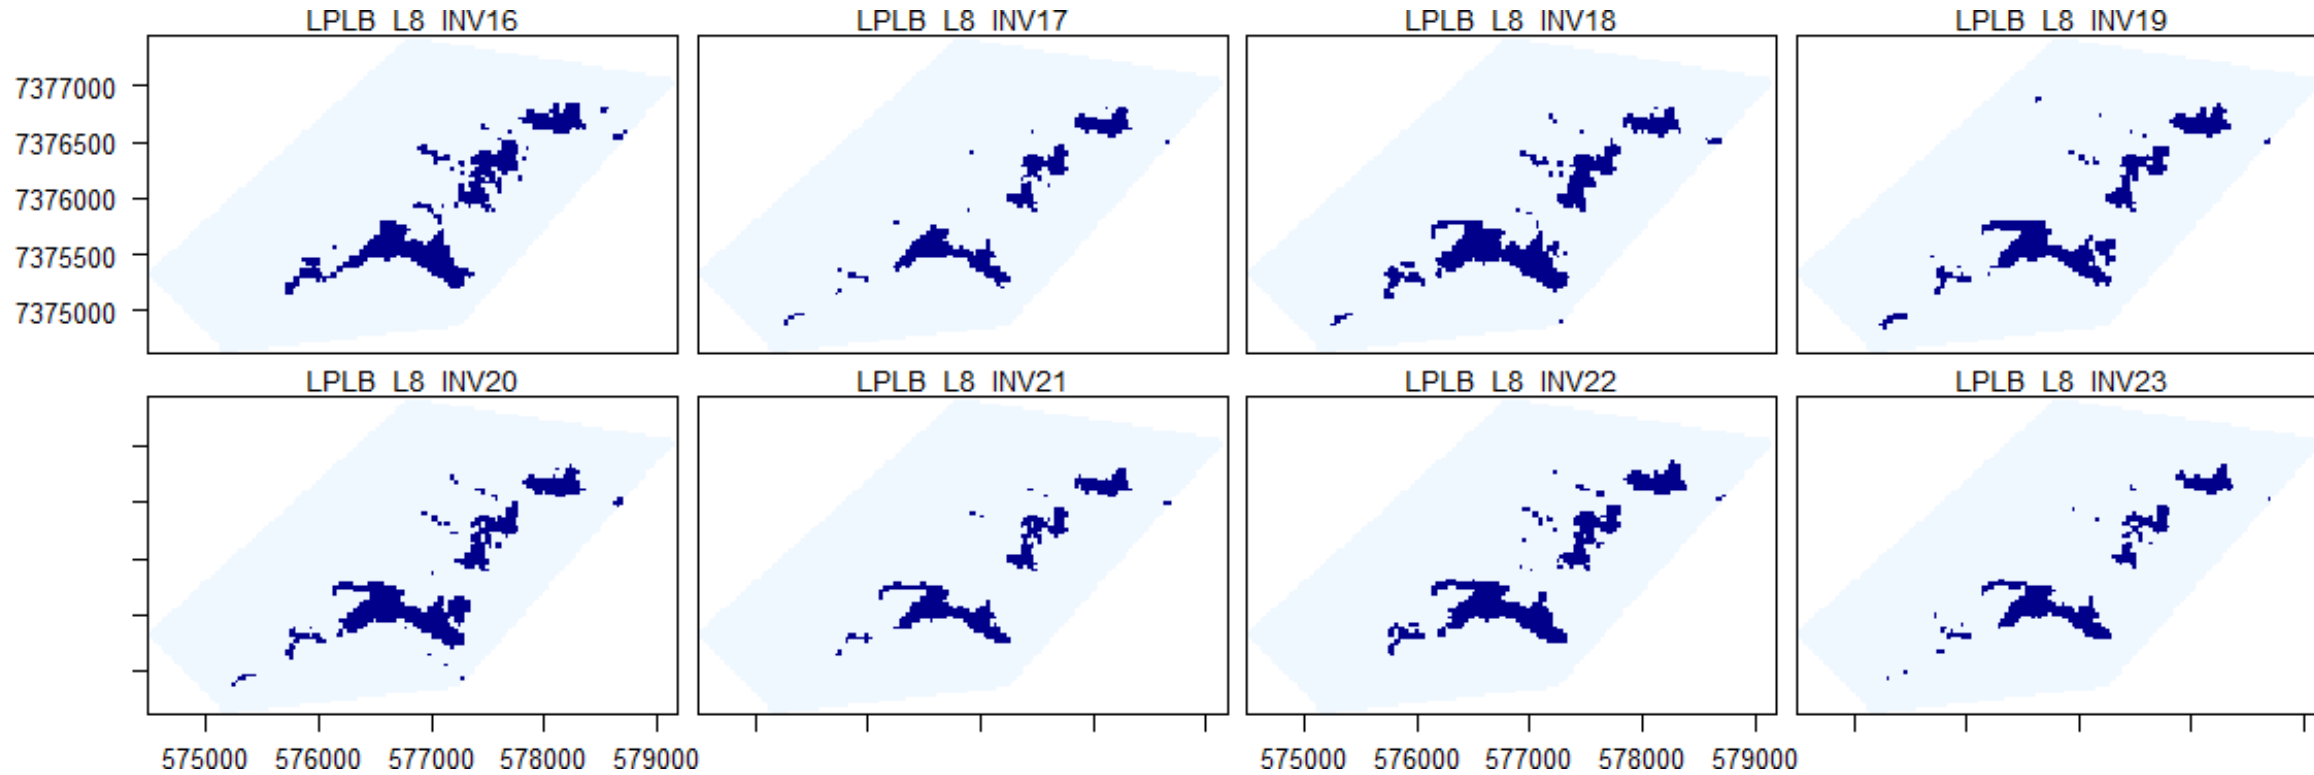 LPLB L8 INV16
LPLB L8 INV17
LPLB L8 INV18
LPLB L8 INV19
7377000
7376500
7376000
7375500
7375000
LPLB L8 INV20
LPLB L8 INV21
LPLB L8 INV22
LPLB L8 INV23
575000 576000 577000 578000 579000
575000 576000 577000 578000 579000